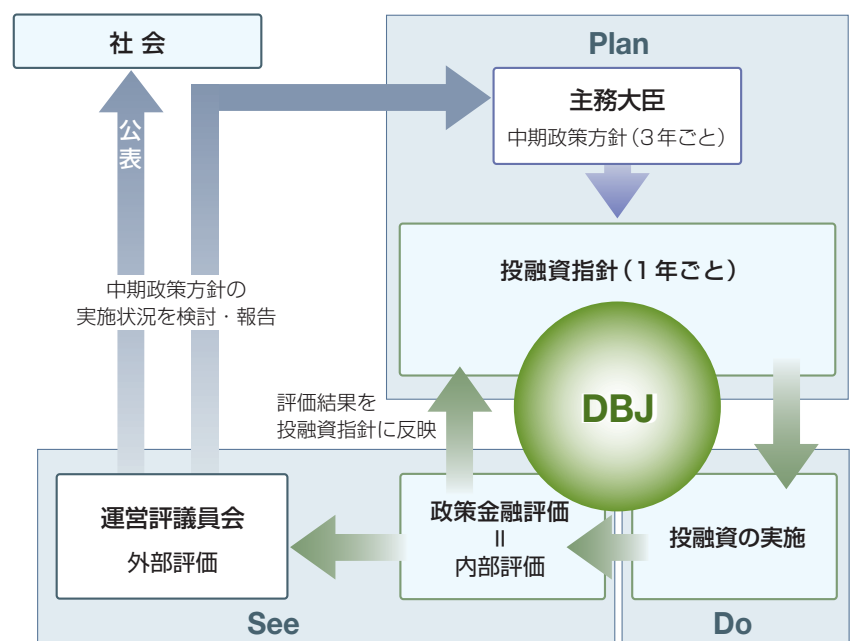 社 会
Plan
主務大臣
中期政策方針(3年ごと)
公表
投融資指針(1年ごと)
中期政策方針の
実施状況を検討・報告
評価結果を
投融資指針に反映
DBJ
運営評議員会
外部評価
政策金融評価
=
内部評価
投融資の実施
See
Do